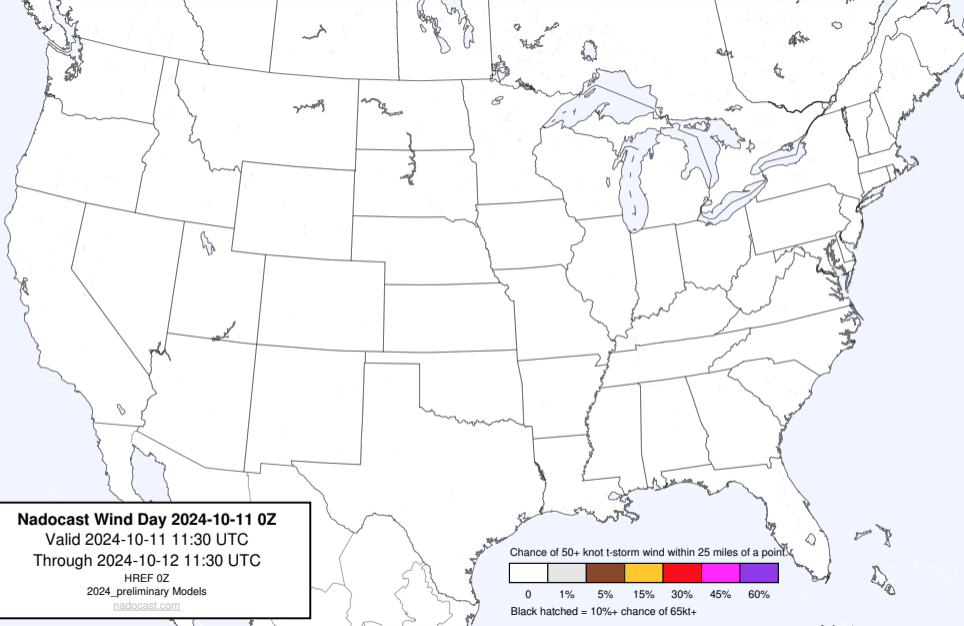 Nadocast Wind Day 2024-10-11 0Z
Valid 2024-10-11 11:30 UTC
Through 2024-10-12 11:30 UTC
HREF 0Z
2024_preliminary Models
nadocast.com
Chance of 50+ knot t-storm wind within 25 miles of a point.
0 1% 5% 15% 30% 45% 60%
Black hatched = 10%+ chance of 65kt+